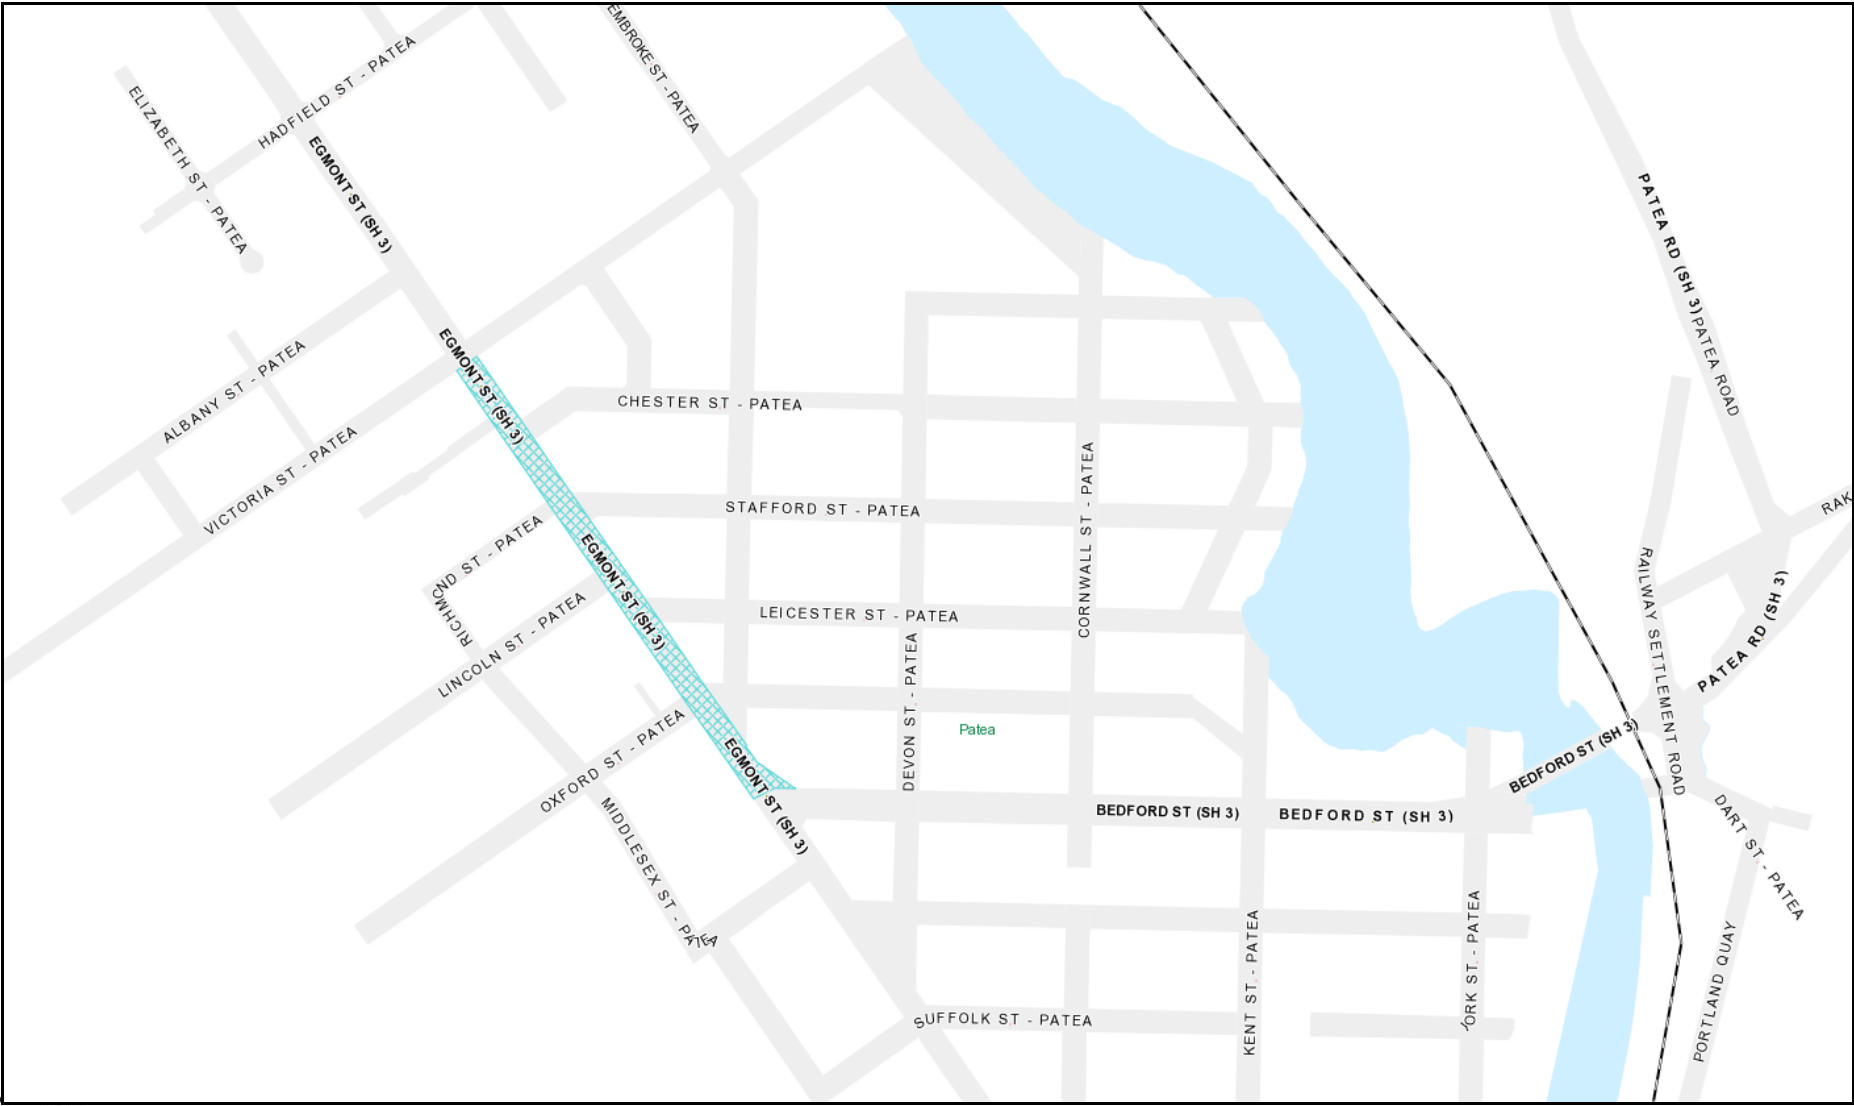 EMBROKE ST - PATEA
HADFIELD ST - PATEA
ELIZABETH ST - PATEA
EGMONT ST (SH 3)
PATEA RD (SH 3)
PATEA ROAD
EGMONT ST (SH 3)
ALBANY ST - PATEA
CHESTER ST - PATEA
VICTORIA ST - PATEA
CORNWALL ST - PATEA
STAFFORD ST - PATEA
RAK
RICHMOND ST - PATEA
EGMONT ST (SH 3)
LINCOLN ST - PATEA
LEICESTER ST - PATEA
RAILWAY SETTLEMENT ROAD
PATEA RD (SH 3)
DEVON ST - PATEA
OXFORD ST - PATEA
Patea
EGMONT ST (SH 3)
BEDFORD ST (SH 3)
BEDFORD ST (SH 3)
BEDFORD ST (SH 3)
MIDDLESEX ST - PATEA
DART ST - PATEA
KENT ST - PATEA
YORK ST - PATEA
PORTLAND QUAY
SUFFOLK ST - PATEA